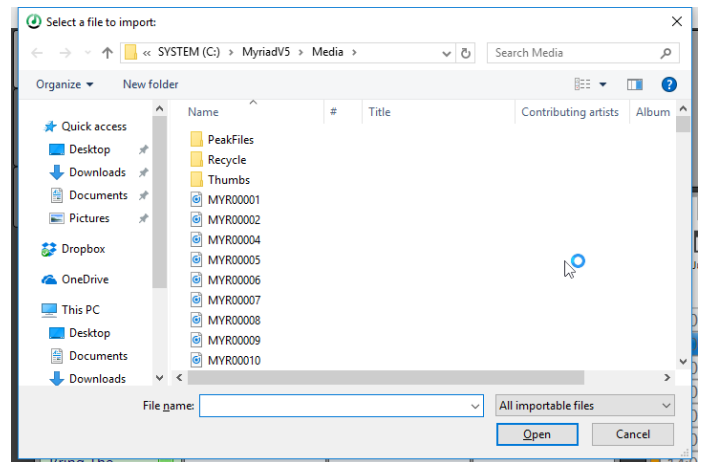 Select a file to import:
« SYSTEM (C:) > MyriadV5 > Media >
Search Media
Organize
New folder
Name
#
Title
Contributing artists
Album
Quick access
Desktop
Downloads
Documents
Pictures
Dropbox
OneDrive
This PC
Desktop
Documents
Downloads
PeakFiles
Recycle
Thumbs
MYR00001
MYR00002
MYR00004
MYR00005
MYR00006
MYR00007
MYR00008
MYR00009
MYR00010
File name:
All importable files
Open
Cancel